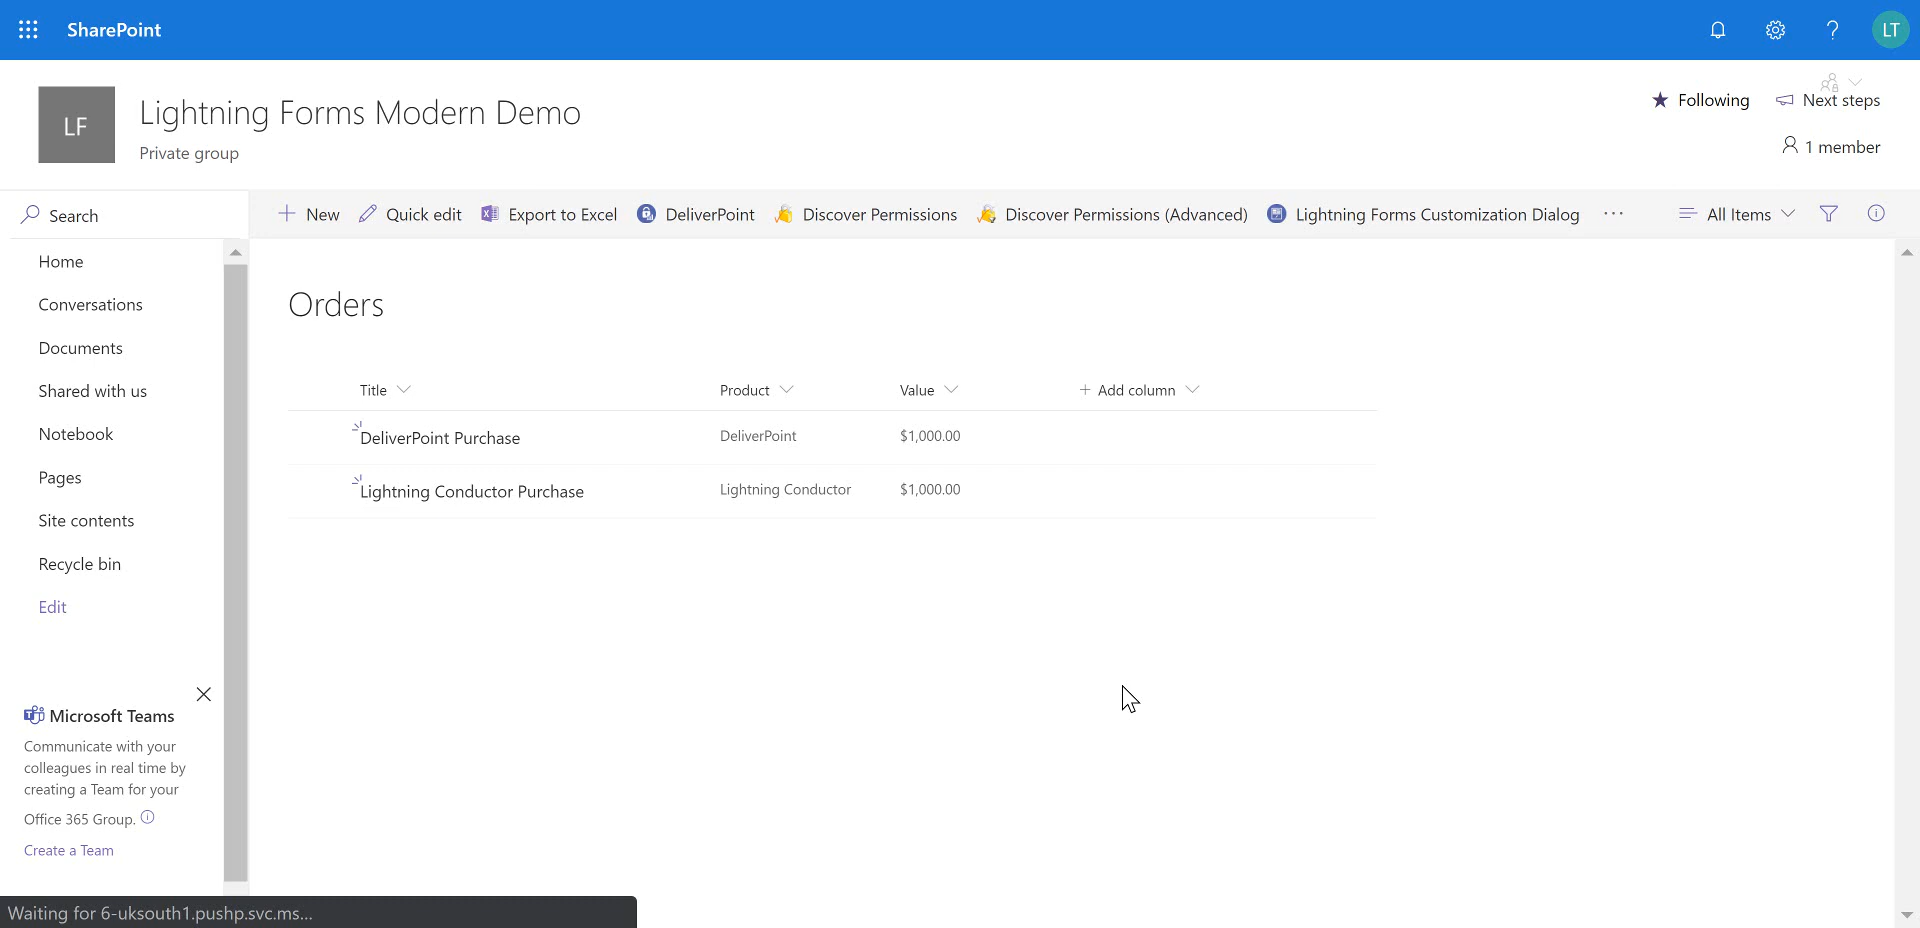 SharePoint
LT
LF
Lightning Forms Modern Demo
Private group
Following
Next steps
1 member
Search
New
Quick edit
Export to Excel
DeliverPoint
Discover Permissions
Discover Permissions (Advanced)
Lightning Forms Customization Dialog
...
All Items
Home
Conversations
Documents
Shared with us
Notebook
Pages
Site contents
Recycle bin
Edit
Orders
Title
Product
Value
+ Add column
DeliverPoint Purchase
DeliverPoint
$1,000.00
Lightning Conductor Purchase
Lightning Conductor
$1,000.00
Microsoft Teams
Communicate with your
colleagues in real time by
creating a Team for your
Office 365 Group.
Create a Team
Waiting for 6-uksouth1.pushp.svc.ms...